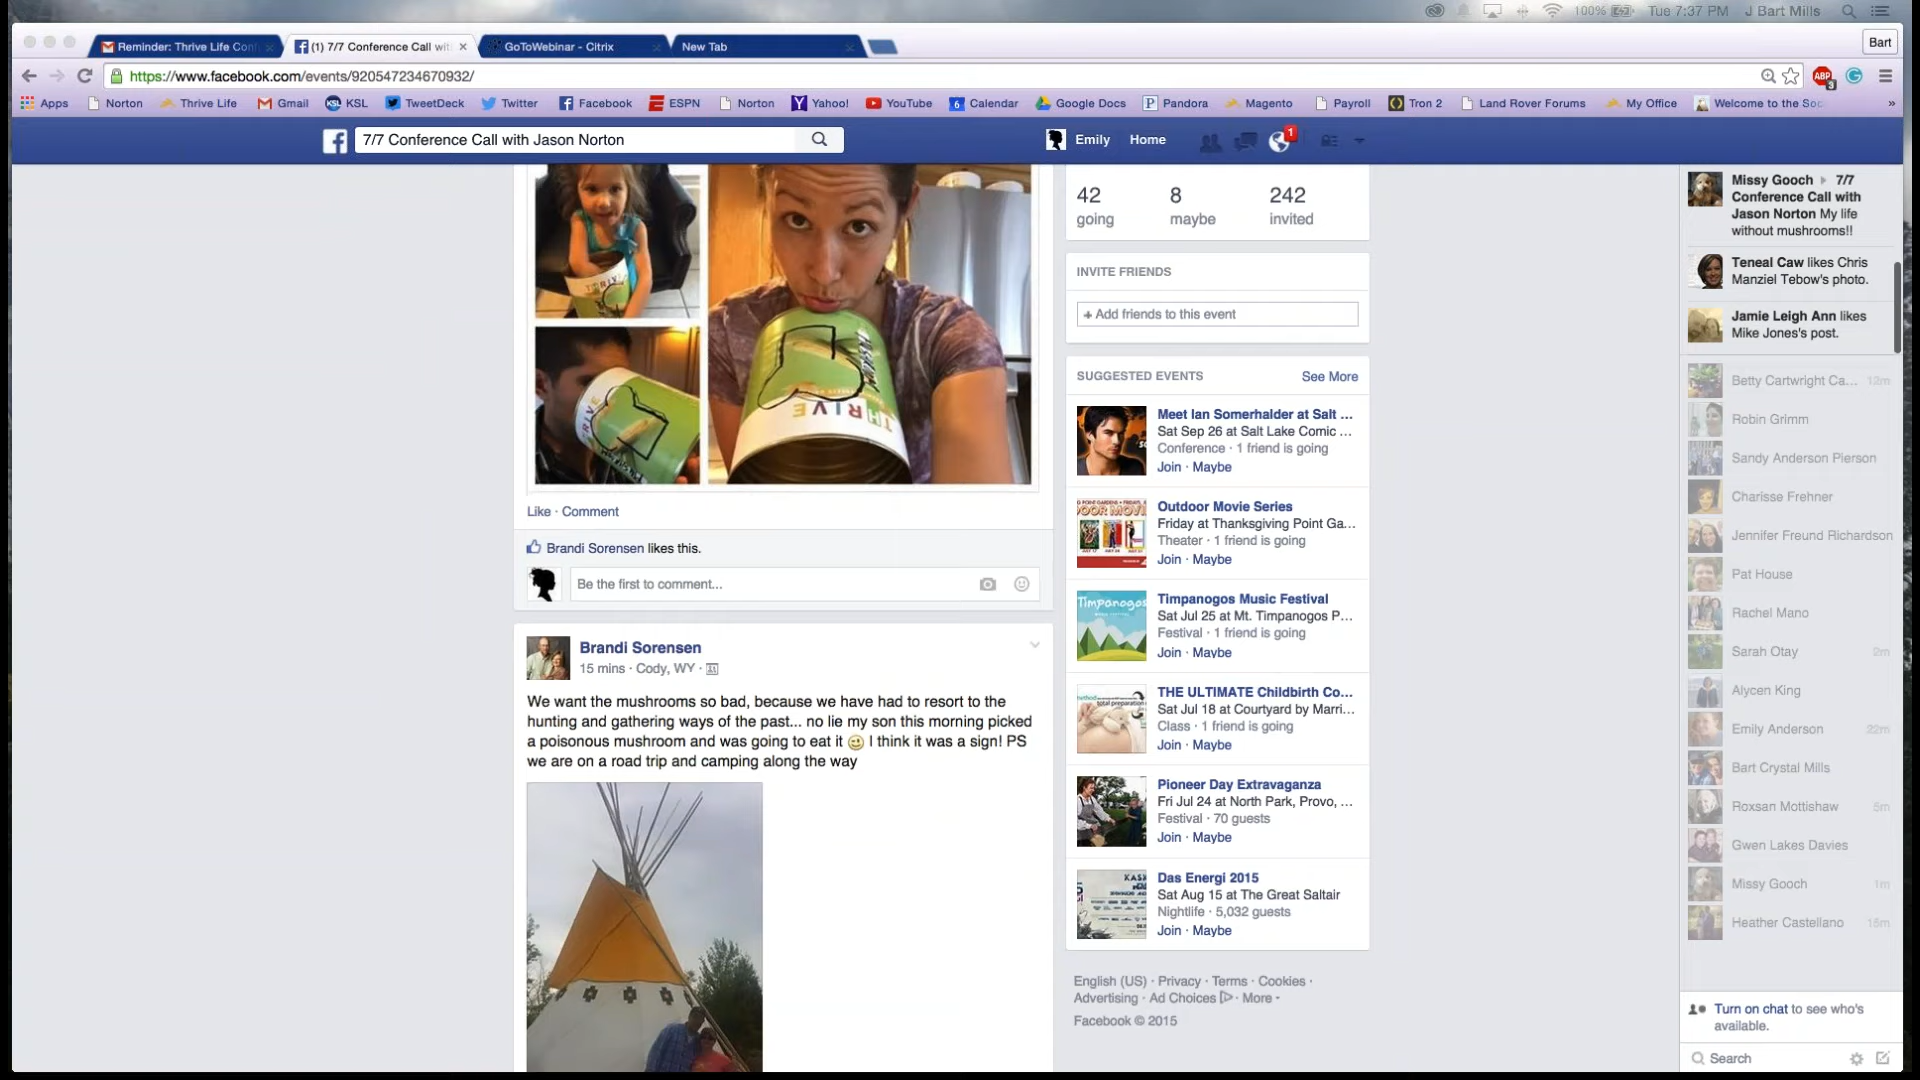 100% Tue 7:37 PM J Bart Mills
Reminder: Thrive Life Con
(1) 7/7 Conference Call wit
GoToWebinar - Citrix
New Tab
Bart
https://www.facebook.com/events/920547234670932/
ABP
3
Apps Norton Thrive Life Gmail KSL TweetDeck Twitter Facebook ESPN Norton Yahoo! YouTube Calendar Google Docs Pandora Magento Payroll Tron 2 Land Rover Forums My Office Welcome to the Soc »
7/7 Conference Call with Jason Norton
Emily Home
1
42 8 242
going maybe invited
INVITE FRIENDS
+ Add friends to this event
THRIVE
Like · Comment
Brandi Sorensen likes this.
Be the first to comment...
Brandi Sorensen
15 mins · Cody, WY ·
We want the mushrooms so bad, because we have had to resort to the
hunting and gathering ways of the past... no lie my son this morning picked
a poisonous mushroom and was going to eat it I think it was a sign! PS
we are on a road trip and camping along the way
SUGGESTED EVENTS See More
Meet Ian Somerhalder at Salt ...
Sat Sep 26 at Salt Lake Comic ...
Conference · 1 friend is going
Join · Maybe
Outdoor Movie Series
Friday at Thanksgiving Point Ga...
Theater · 1 friend is going
Join · Maybe
Timpanogos
Timpanogos Music Festival
Sat Jul 25 at Mt. Timpanogos P...
Festival · 1 friend is going
Join · Maybe
THE ULTIMATE Childbirth Co...
Sat Jul 18 at Courtyard by Marri...
Class · 1 friend is going
Join · Maybe
Pioneer Day Extravaganza
Fri Jul 24 at North Park, Provo, ...
Festival · 70 guests
Join · Maybe
Das Energi 2015
Sat Aug 15 at The Great Saltair
Nightlife · 5,032 guests
Join · Maybe
English (US) · Privacy · Terms · Cookies ·
Advertising · Ad Choices · More
Facebook © 2015
Missy Gooch 7/7
Conference Call with
Jason Norton My life
without mushrooms!!
Teneal Caw likes Chris
Manziel Tebow's photo.
Jamie Leigh Ann likes
Mike Jones's post.
Betty Cartwright Ca... 12m
Robin Grimm
Sandy Anderson Pierson
Charisse Frehner
Jennifer Freund Richardson
Pat House
Rachel Mano
Sarah Otay 2m
Alycen King
Emily Anderson 22m
Bart Crystal Mills
Roxsan Mottishaw 5m
Gwen Lakes Davies
Missy Gooch 1m
Heather Castellano 15m
Turn on chat to see who's
available.
Search